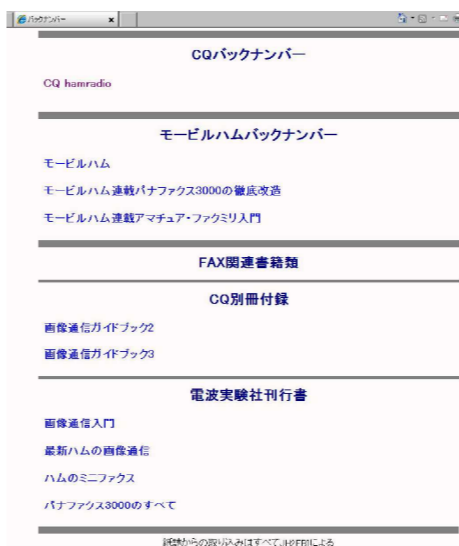 バックナンバー
CQバックナンバー
CQ hamradio
モービルハムバックナンバー
モービルハム
モービルハム連載パナファクス3000の徹底改造
モービルハム連載アマチュア・ファクミリ入門
FAX関連書籍類
CQ別冊付録
画像通信ガイドブック2
画像通信ガイドブック3
電波実験社刊行書
画像通信入門
最新ハムの画像通信
ハムのミニファクス
パナファクス3000のすべて
からの取り込みはすべてJH2FBIによる